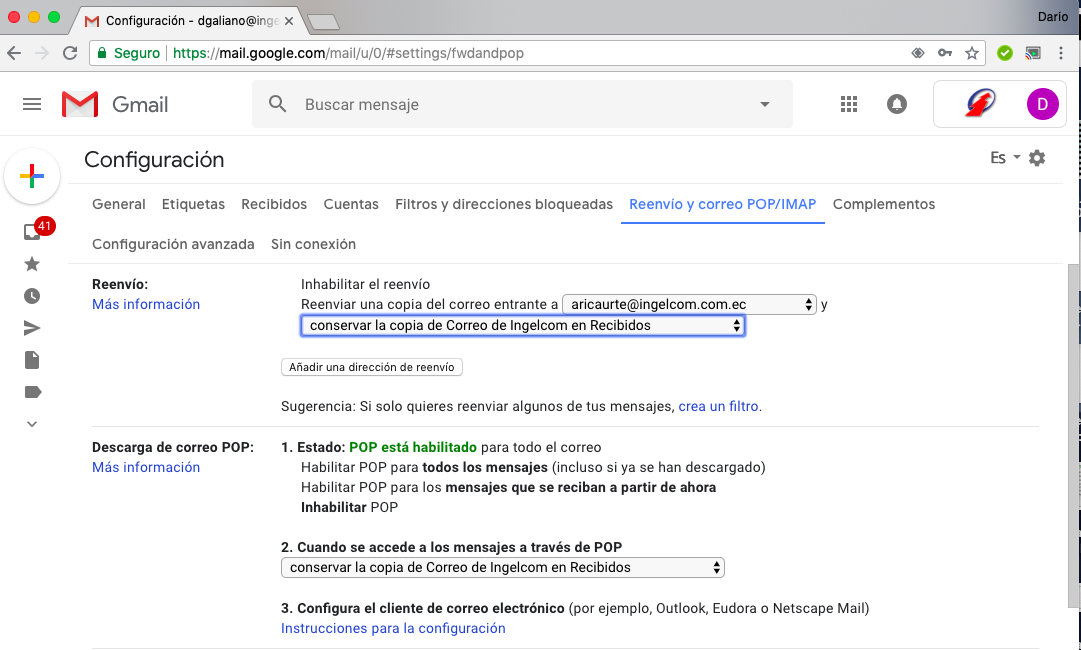 Configuración - dgaliano@inge
Darío
Seguro https://mail.google.com/mail/u/0/#settings/fwdandpop
Gmail
Buscar mensaje
D
Configuración
Es
General Etiquetas Recibidos Cuentas Filtros y direcciones bloqueadas Reenvío y correo POP/IMAP Complementos
Configuración avanzada Sin conexión
41
Reenvío: Inhabilitar el reenvío
Más información Reenviar una copia del correo entrante a aricaurte@ingelcom.com.ec y
conservar la copia de Correo de Ingelcom en Recibidos
Añadir una dirección de reenvío
Sugerencia: Si solo quieres reenviar algunos de tus mensajes, crea un filtro.
Descarga de correo POP: 1. Estado: POP está habilitado para todo el correo
Más información Habilitar POP para todos los mensajes (incluso si ya se han descargado)
Habilitar POP para los mensajes que se reciban a partir de ahora
Inhabilitar POP
2. Cuando se accede a los mensajes a través de POP
conservar la copia de Correo de Ingelcom en Recibidos
3. Configura el cliente de correo electrónico (por ejemplo, Outlook, Eudora o Netscape Mail)
Instrucciones para la configuración